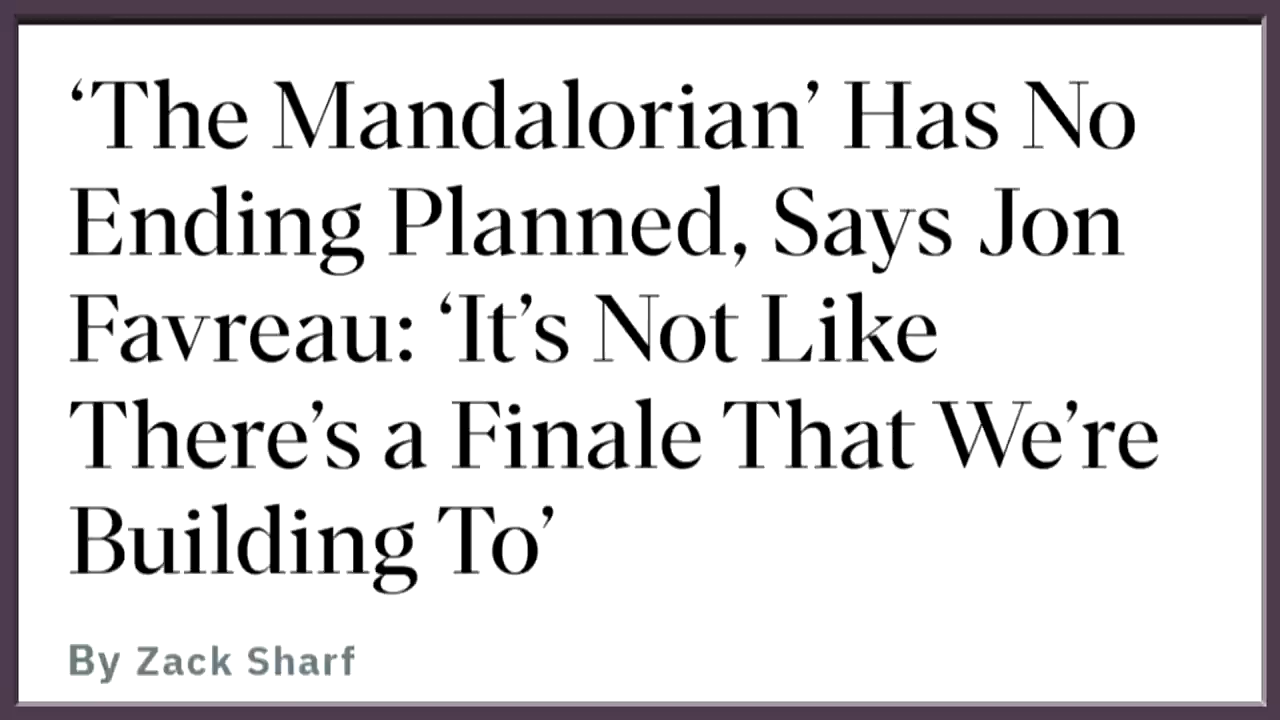 ‘The Mandalorian’ Has No
Ending Planned, Says Jon
Favreau: ‘It’s Not Like
There’s a Finale That We’re
Building To’
By Zack Sharf